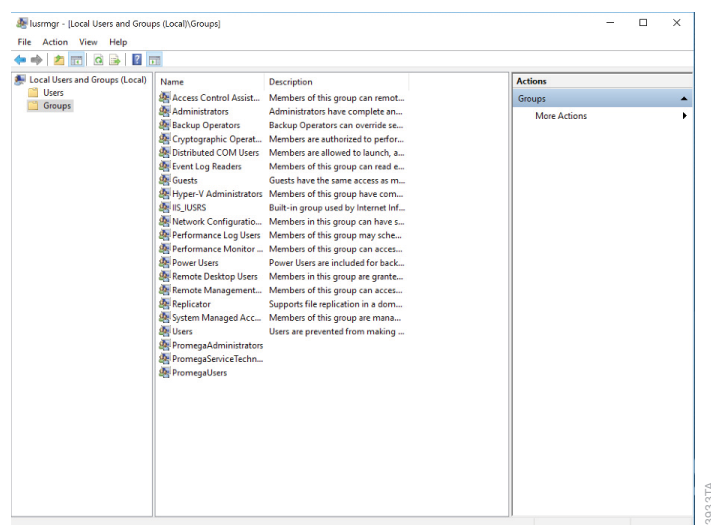 lusrmgr - [Local Users and Groups (Local)\Groups]
File Action View Help
Local Users and Groups (Local)
Users
Groups
Name Description
Access Control Assist... Members of this group can remot...
Administrators Administrators have complete an...
Backup Operators Backup Operators can override se...
Cryptographic Operat... Members are authorized to perfor...
Distributed COM Users Members are allowed to launch, a...
Event Log Readers Members of this group can read e...
Guests Guests have the same access as m...
Hyper-V Administrators Members of this group have com...
IIS_IUSRS Built-in group used by Internet Inf...
Network Configuratio... Members in this group can have s...
Performance Log Users Members of this group may sche...
Performance Monitor ... Members of this group can acces...
Power Users Power Users are included for back...
Remote Desktop Users Members in this group are grante...
Remote Management... Members of this group can acces...
Replicator Supports file replication in a dom...
System Managed Acc... Members of this group are mana...
Users Users are prevented from making ...
PromegaAdministrators
PromegaServiceTechn...
PromegaUsers
Actions
Groups
More Actions
3933TA